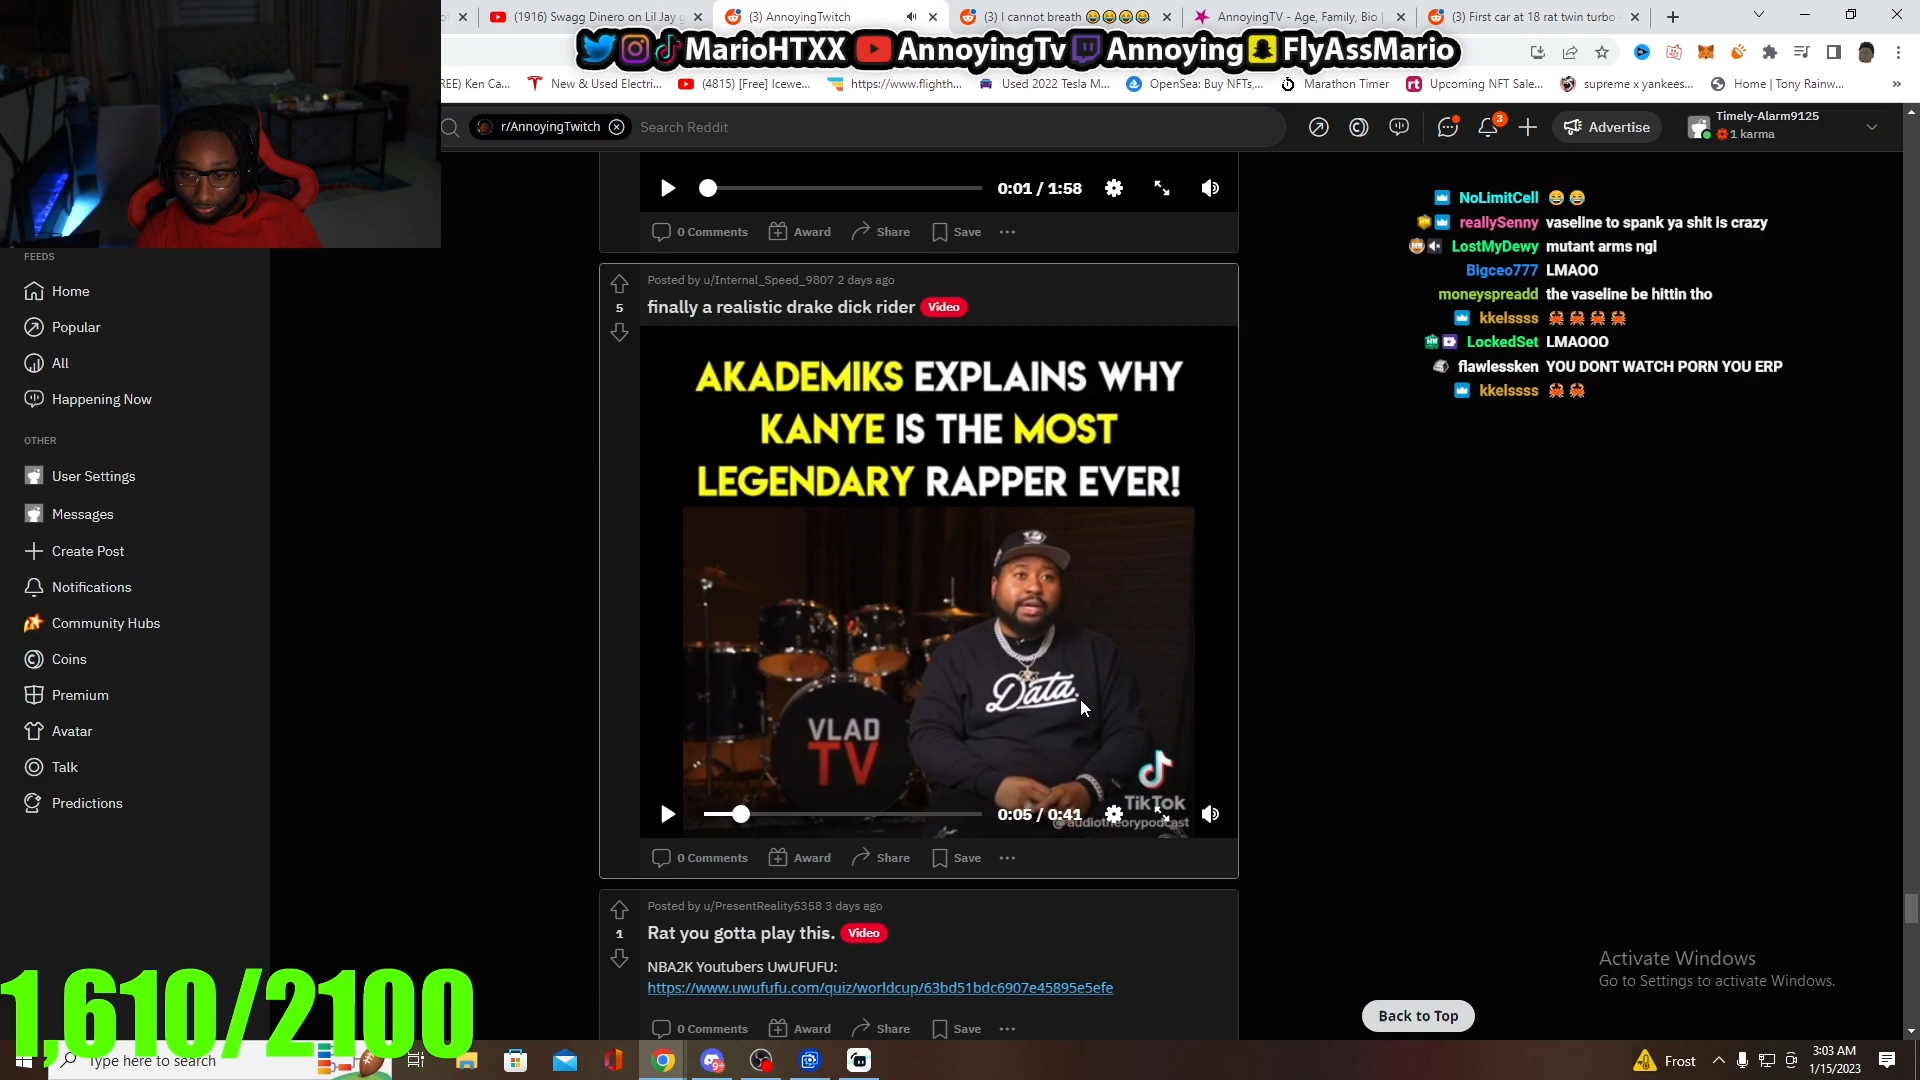 (1916) Swagg Dinero on Lil Jay g
(3) AnnoyingTwitch
(3) I cannot breath 😂😂😂😂
AnnoyingTV - Age, Family, Bio |
(3) First car at 18 rat twin turbo
MarioHTXX AnnoyingTv Annoying FlyAssMario
REE) Ken Ca...
New & Used Electri...
(4815) [Free] Icewe...
https://www.flighth...
Used 2022 Tesla M...
OpenSea: Buy NFTs,...
Marathon Timer
Upcoming NFT Sale...
supreme x yankees...
Home | Tony Rainw...
r/AnnoyingTwitch
Search Reddit
3
Advertise
Timely-Alarm9125
1 karma
FEEDS
Home
Popular
All
Happening Now
OTHER
User Settings
Messages
Create Post
Notifications
Community Hubs
Coins
Premium
Avatar
Talk
Predictions
0:01 / 1:58
0 Comments Award Share Save ...
Posted by u/Internal_Speed_9807 2 days ago
5
finally a realistic drake dick rider Video
AKADEMIKS EXPLAINS WHY
KANYE IS THE MOST
LEGENDARY RAPPER EVER!
Data.
VLAD
TV
TikTok
@audiotheorypodcast
0:05 / 0:41
0 Comments Award Share Save ...
Posted by u/PresentReality5358 3 days ago
1
Rat you gotta play this. Video
NBA2K Youtubers UwUFUFU:
https://www.uwufufu.com/quiz/worldcup/63bd51bdc6907e45895e5efe
0 Comments Award Share Save ...
NoLimitCell 😂 😂
reallySenny vaseline to spank ya shit is crazy
LostMyDewy mutant arms ngl
Bigceo777 LMAOO
moneyspreadd the vaseline be hittin tho
kkelssss 🦀 🦀 🦀 🦀
LockedSet LMAOOO
flawlessken YOU DONT WATCH PORN YOU ERP
kkelssss 🦀 🦀
Activate Windows
Go to Settings to activate Windows.
Back to Top
1,610/2100
Type here to search
9+
Frost
3:03 AM
1/15/2023